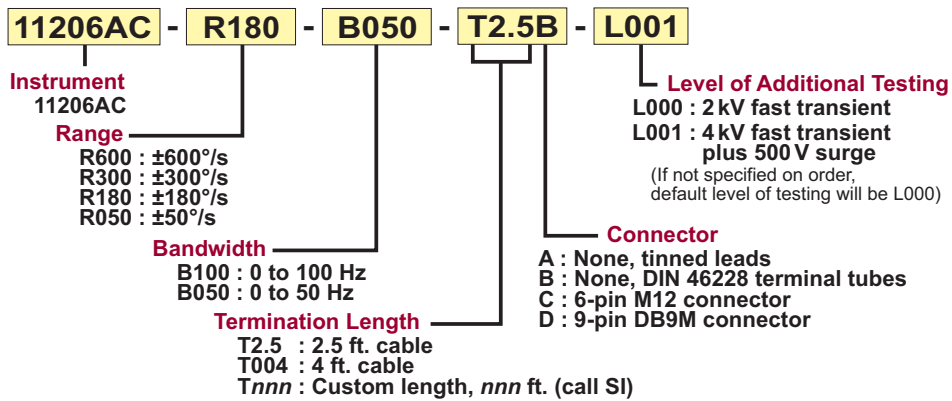 11206AC - R180 - B050 - T2.5B - L001
Instrument
11206AC
Range
R600 : ±600°/s
R300 : ±300°/s
R180 : ±180°/s
R050 : ±50°/s
Bandwidth
B100 : 0 to 100 Hz
B050 : 0 to 50 Hz
Termination Length
T2.5 : 2.5 ft. cable
T004 : 4 ft. cable
Tnnn : Custom length, nnn ft. (call SI)
Connector
A : None, tinned leads
B : None, DIN 46228 terminal tubes
C : 6-pin M12 connector
D : 9-pin DB9M connector
Level of Additional Testing
L000 : 2 kV fast transient
L001 : 4 kV fast transient
plus 500 V surge
(If not specified on order,
default level of testing will be L000)